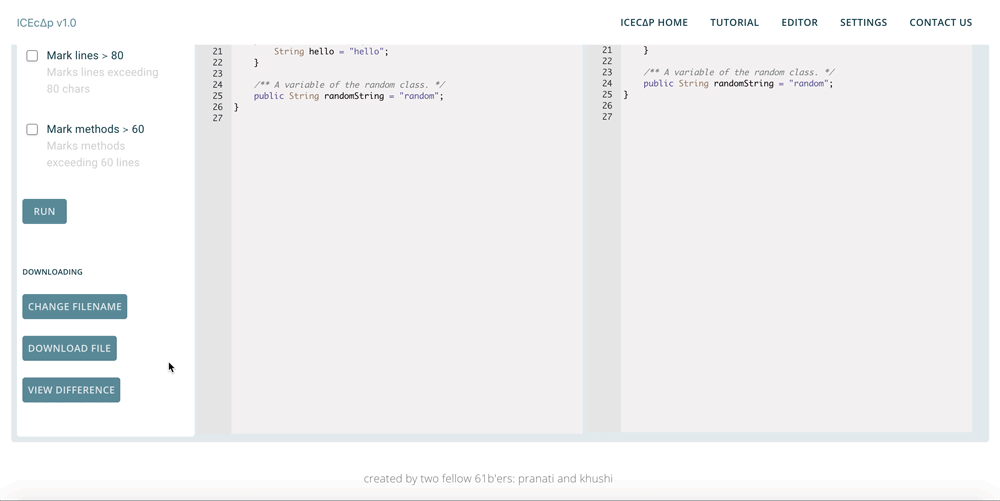 ICEcΔp v1.0
ICECΔP HOME
TUTORIAL
EDITOR
SETTINGS
CONTACT US
Mark lines > 80
Marks lines exceeding
80 chars
Mark methods > 60
Marks methods
exceeding 60 lines
RUN
DOWNLOADING
CHANGE FILENAME
DOWNLOAD FILE
VIEW DIFFERENCE
21 String hello = "hello";
22 }
23
24 /** A variable of the random class. */
25 public String randomString = "random";
26 }
27
21 }
22
23 /** A variable of the random class. */
24 public String randomString = "random";
25 }
26
27
created by two fellow 61b'ers: pranati and khushi